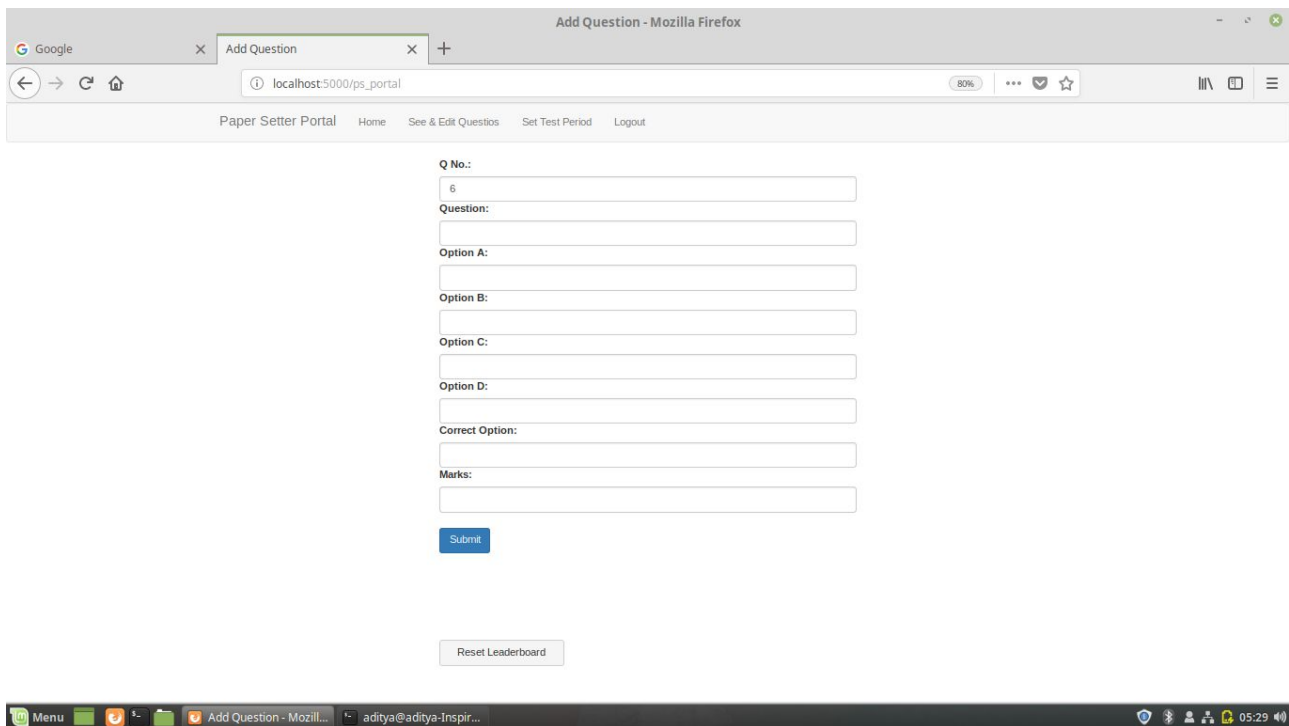 Add Question - Mozilla Firefox
Google
Add Question
localhost:5000/ps_portal
80%
Paper Setter Portal Home See & Edit Questios Set Test Period Logout
Q No.:
6
Question:
Option A:
Option B:
Option C:
Option D:
Correct Option:
Marks:
Submit
Reset Leaderboard
Menu Add Question - Mozill... aditya@aditya-Inspir... 05:29